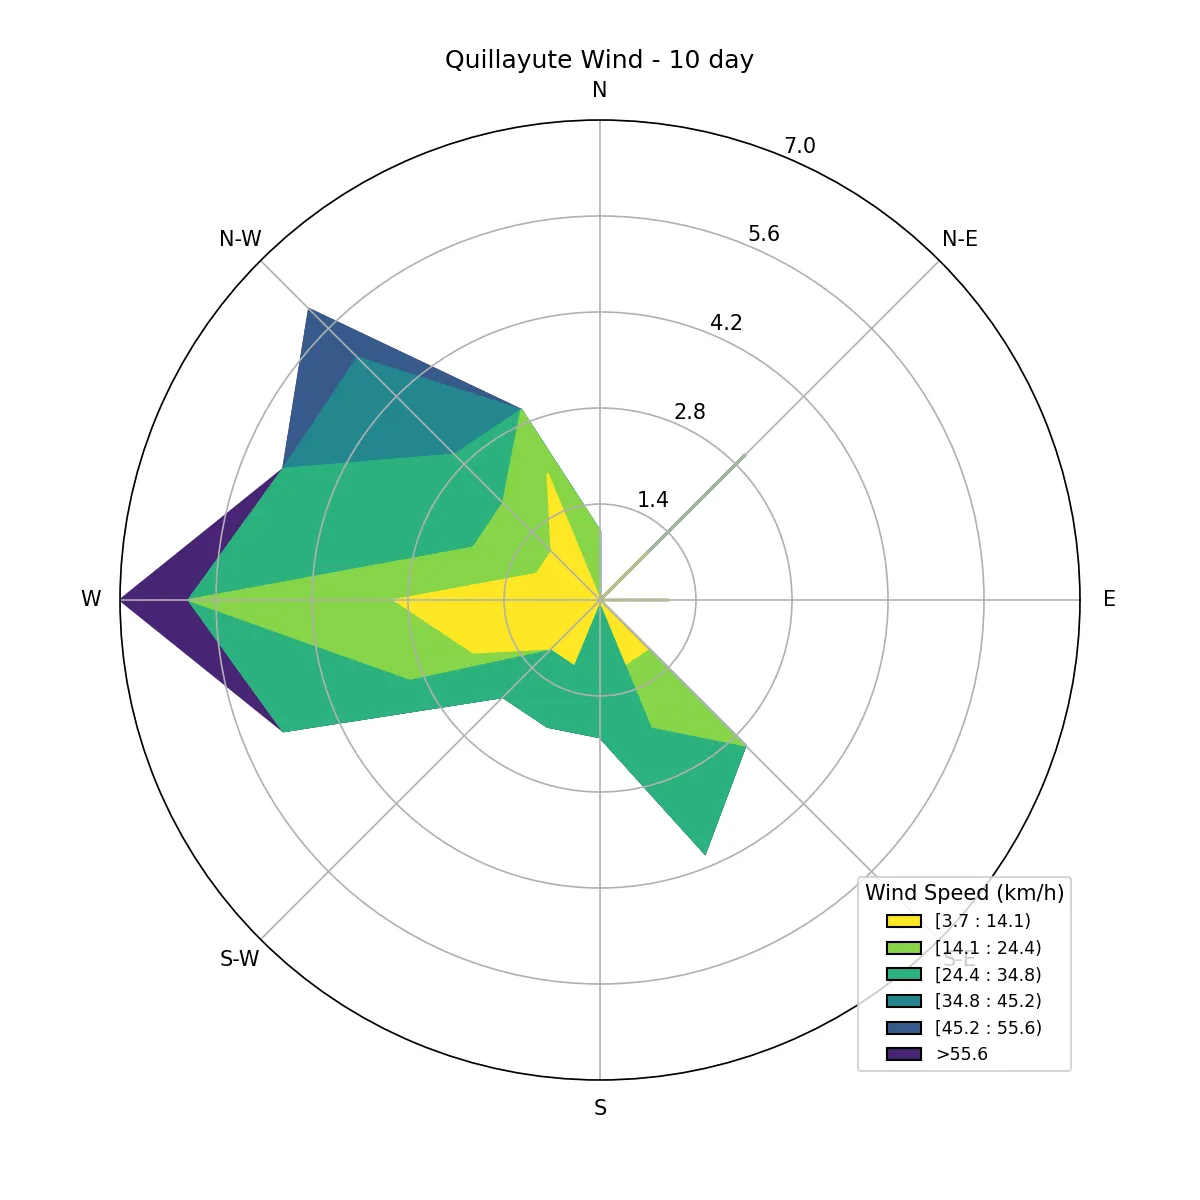 Quillayute Wind - 10 day
N
7.0
N-W
5.6
N-E
4.2
2.8
1.4
W
E
S-W
S-E
S
Wind Speed (km/h)
[3.7 : 14.1)
[14.1 : 24.4)
[24.4 : 34.8)
[34.8 : 45.2)
[45.2 : 55.6)
>55.6